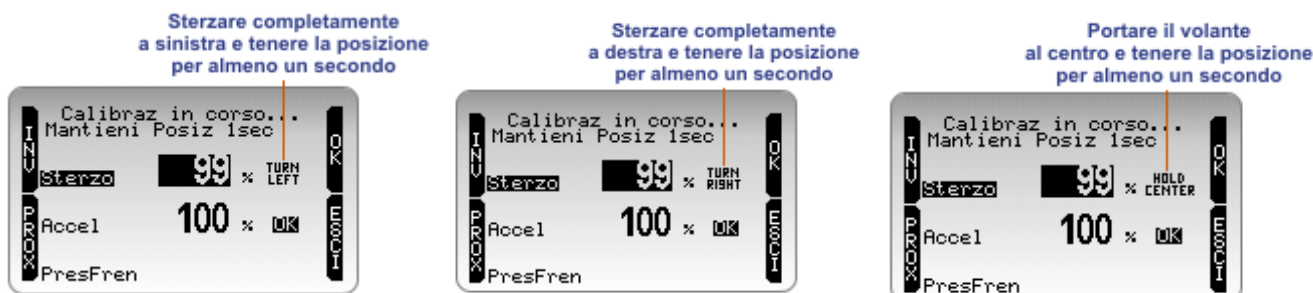 Sterzare completamente
a sinistra e tenere la posizione
per almeno un secondo
Calibraz in corso...
Mantieni Posiz 1sec
INV
OK
Sterzo 99 % TURN LEFT
PROX
ESCI
Accel 100 % OK
PresFren
Sterzare completamente
a destra e tenere la posizione
per almeno un secondo
Calibraz in corso...
Mantieni Posiz 1sec
INV
OK
Sterzo 99 % TURN RIGHT
PROX
ESCI
Accel 100 % OK
PresFren
Portare il volante
al centro e tenere la posizione
per almeno un secondo
Calibraz in corso...
Mantieni Posiz 1sec
INV
OK
Sterzo 99 % HOLD CENTER
PROX
ESCI
Accel 100 % OK
PresFren